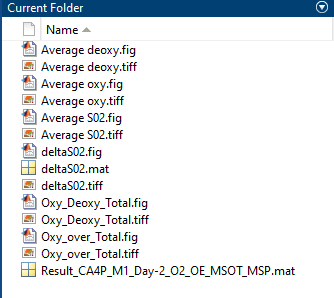 Current Folder
Name
Average deoxy.fig
Average deoxy.tiff
Average oxy.fig
Average oxy.tiff
Average S02.fig
Average S02.tiff
deltaS02.fig
deltaS02.mat
deltaS02.tiff
Oxy_Deoxy_Total.fig
Oxy_Deoxy_Total.tiff
Oxy_over_Total.fig
Oxy_over_Total.tiff
Result_CA4P_M1_Day-2_O2_OE_MSOT_MSP.mat